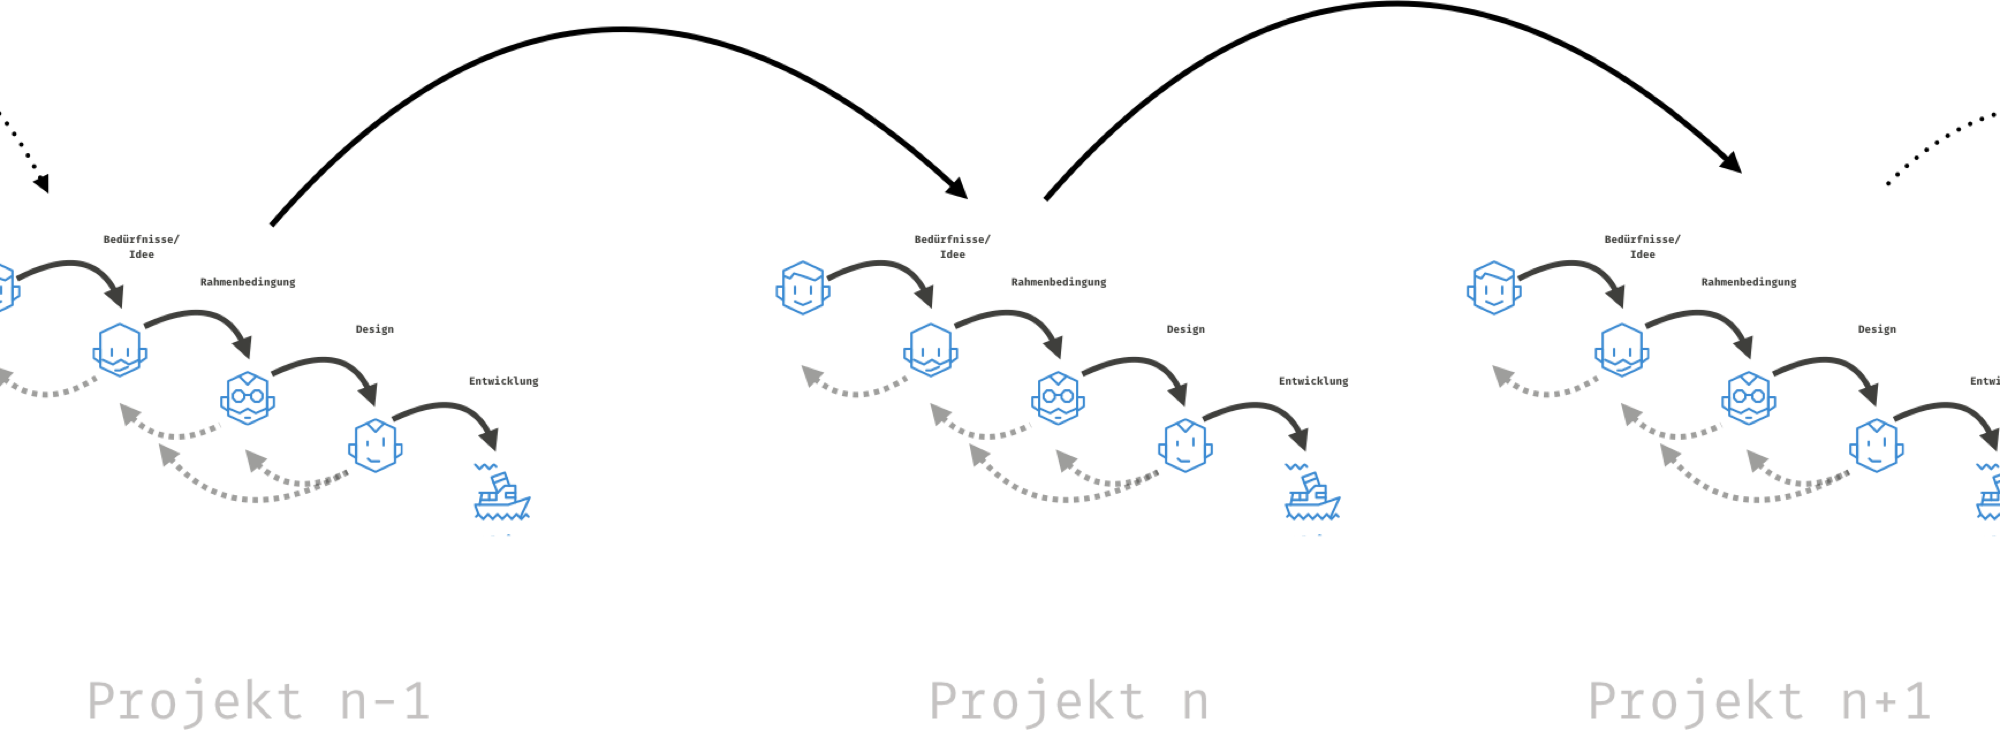 Bedürfnisse/
Idee
Rahmenbedingung
Design
Entwicklung
Projekt n-1
Bedürfnisse/
Idee
Rahmenbedingung
Design
Entwicklung
Projekt n
Bedürfnisse/
Idee
Rahmenbedingung
Design
Entwi
Projekt n+1